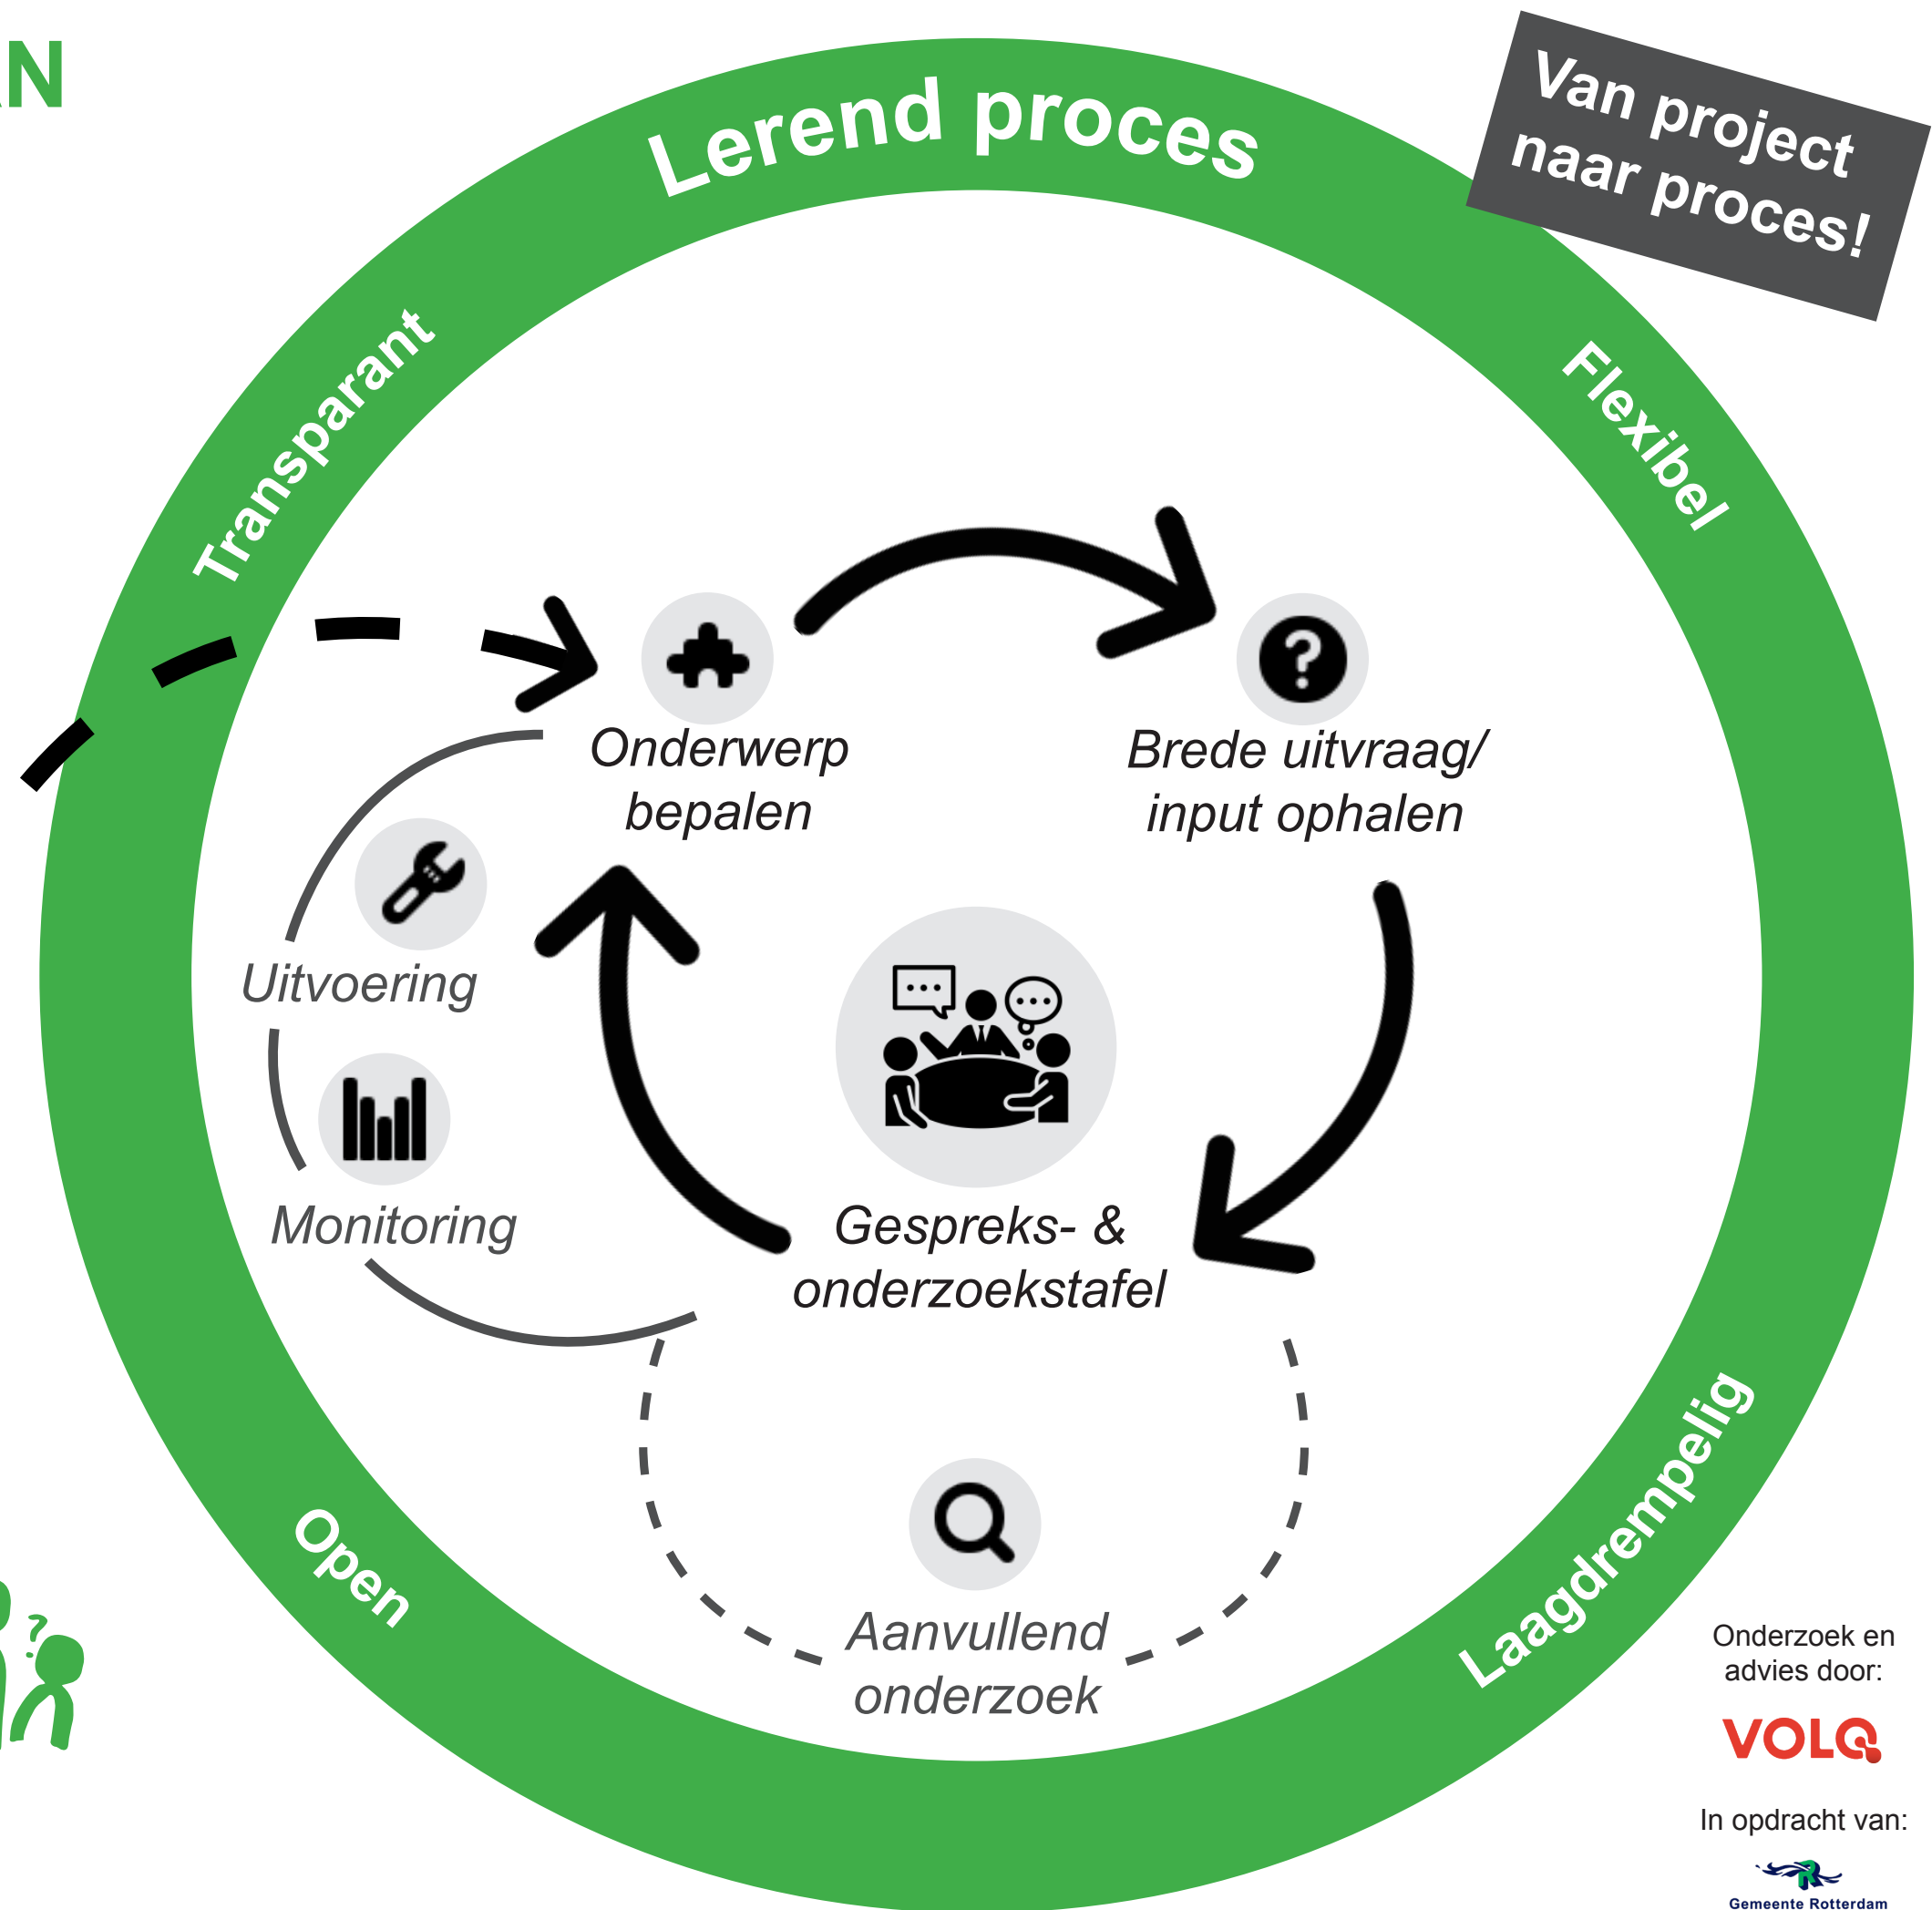 Lerend proces
Van project
naar proces!
Transparant
Flexibel
Onderwerp
bepalen
Brede uitvraag/
input ophalen
Uitvoering
Monitoring
Gespreks- &
onderzoekstafel
Aanvullend
onderzoek
Open
Laagdrempelig
Onderzoek en
advies door:
VOLQ
In opdracht van:
Gemeente Rotterdam